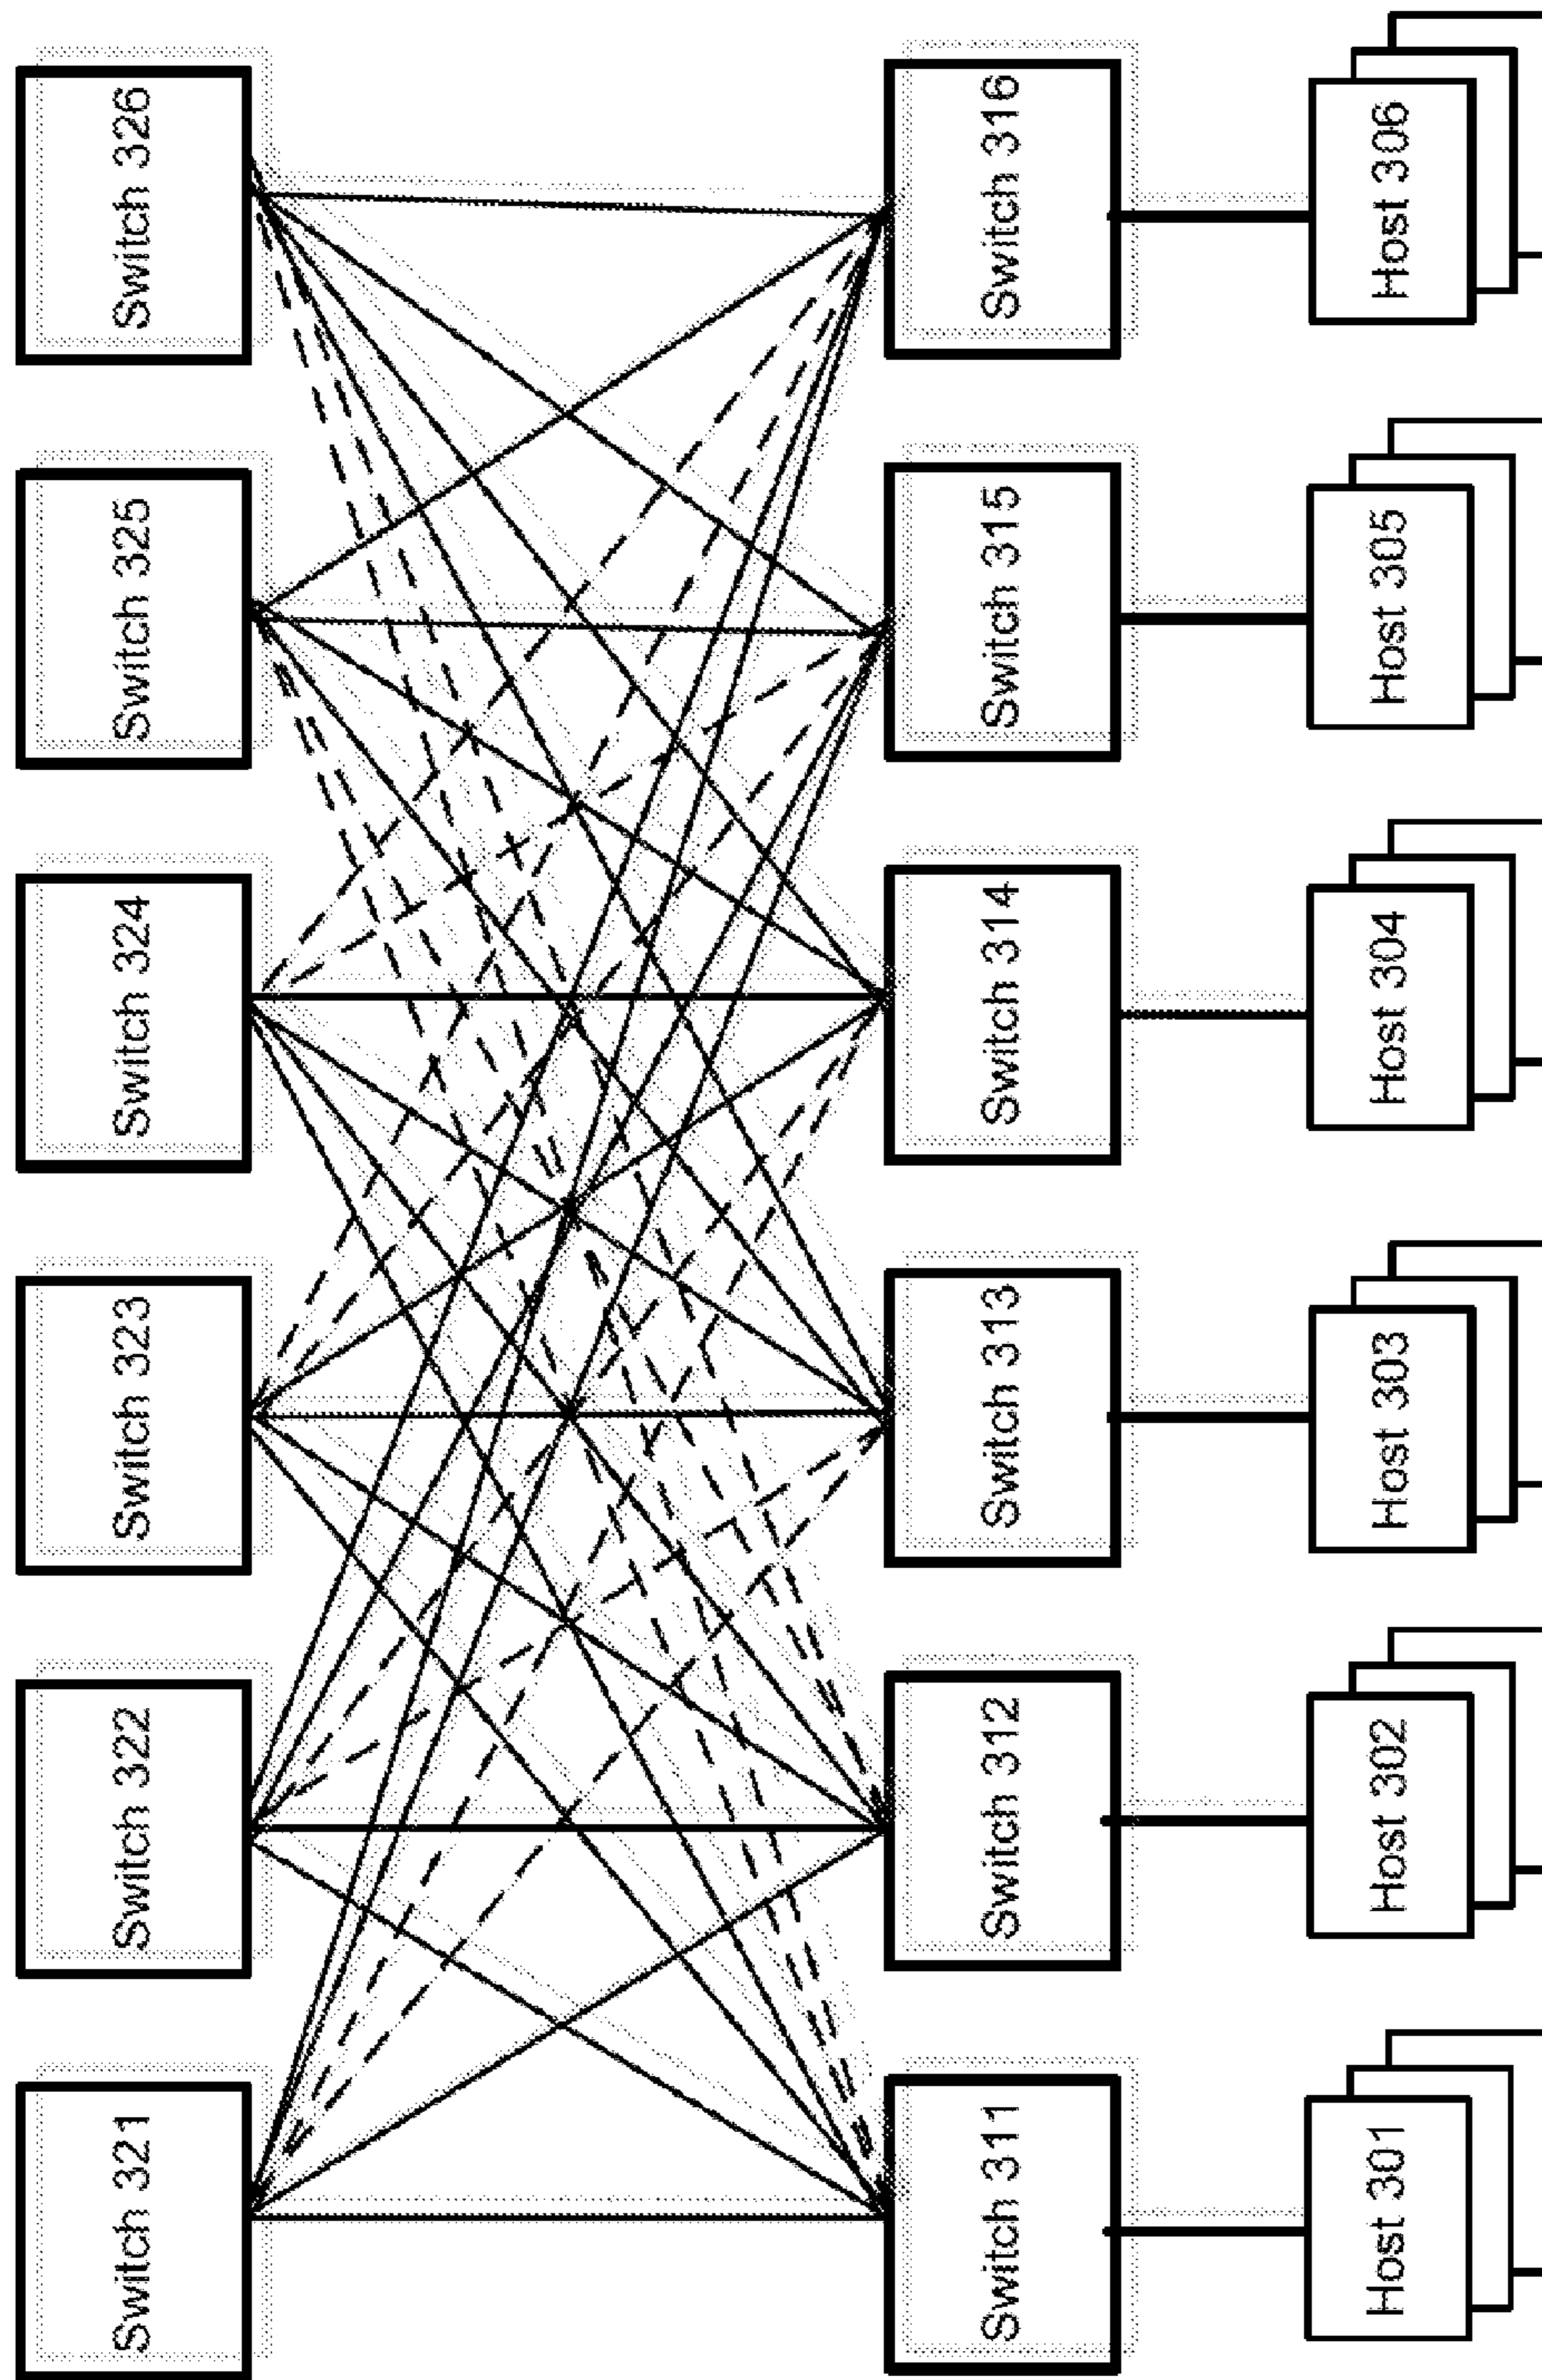 Switch 321
Switch 322
Switch 323
Switch 324
Switch 325
Switch 326
Switch 311
Switch 312
Switch 313
Switch 314
Switch 315
Switch 316
Host 301
Host 302
Host 303
Host 304
Host 305
Host 306